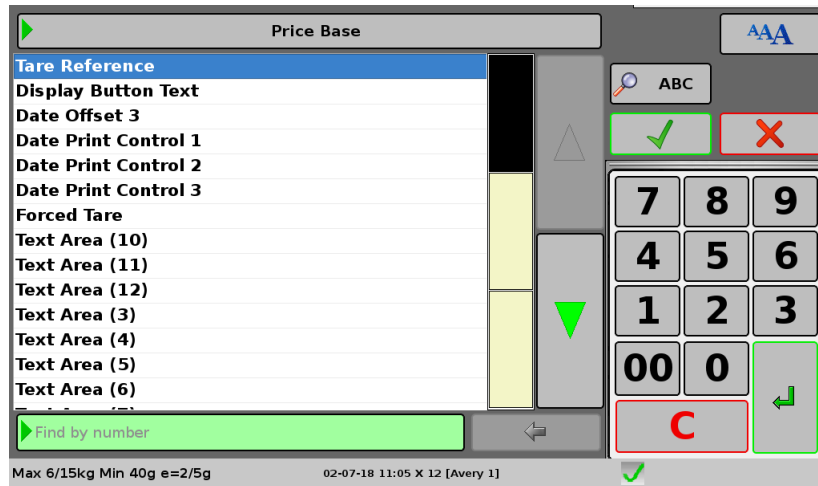 Price Base
AAA
Tare Reference
Display Button Text
Date Offset 3
Date Print Control 1
Date Print Control 2
Date Print Control 3
Forced Tare
Text Area (10)
Text Area (11)
Text Area (12)
Text Area (3)
Text Area (4)
Text Area (5)
Text Area (6)
ABC
7 8 9
4 5 6
1 2 3
00 0
C
Find by number
Max 6/15kg Min 40g e=2/5g
02-07-18 11:05 X 12 [Avery 1]